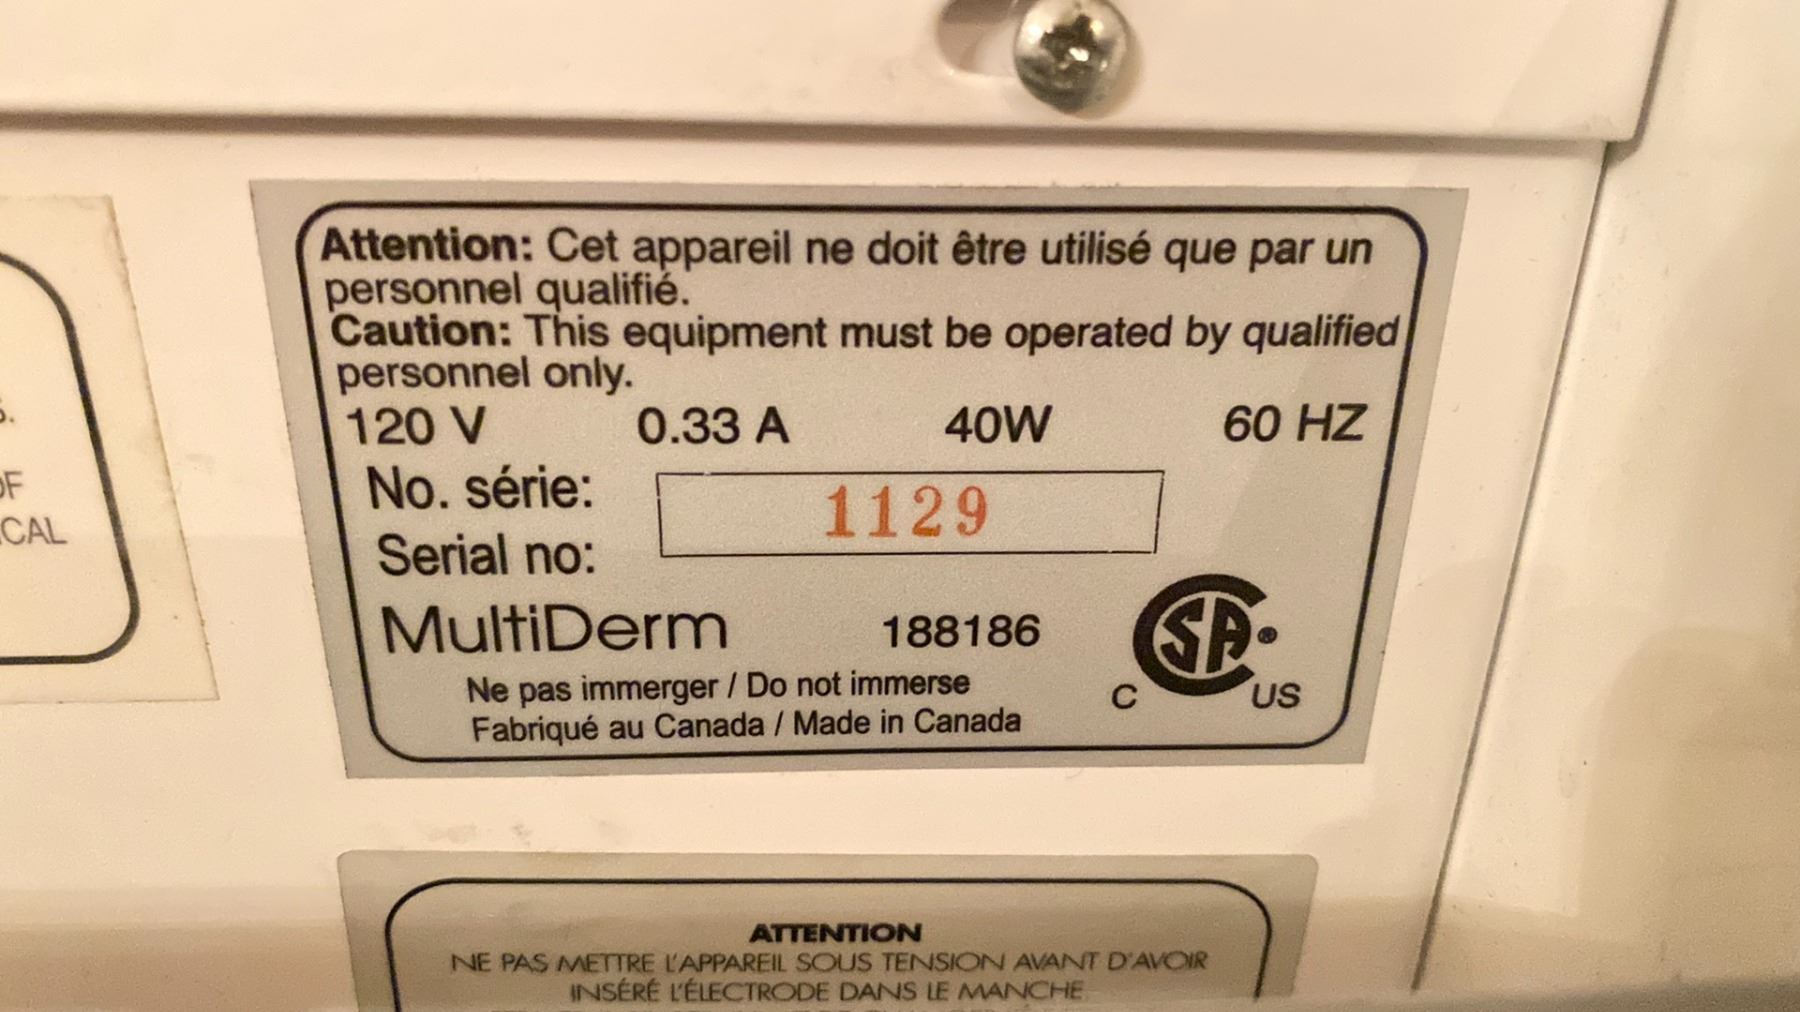 Attention: Cet appareil ne doit être utilisé que par un
personnel qualifié.
Caution: This equipment must be operated by qualified
personnel only.
120 V 0.33 A 40W 60 HZ
No. série:
1129
Serial no:
MultiDerm 188186
CSA®
C US
Ne pas immerger / Do not immerse
Fabriqué au Canada / Made in Canada
ATTENTION
NE PAS METTRE L'APPAREIL SOUS TENSION AVANT D'AVOIR
INSÉRÉ L'ÉLECTRODE DANS LE MANCHE